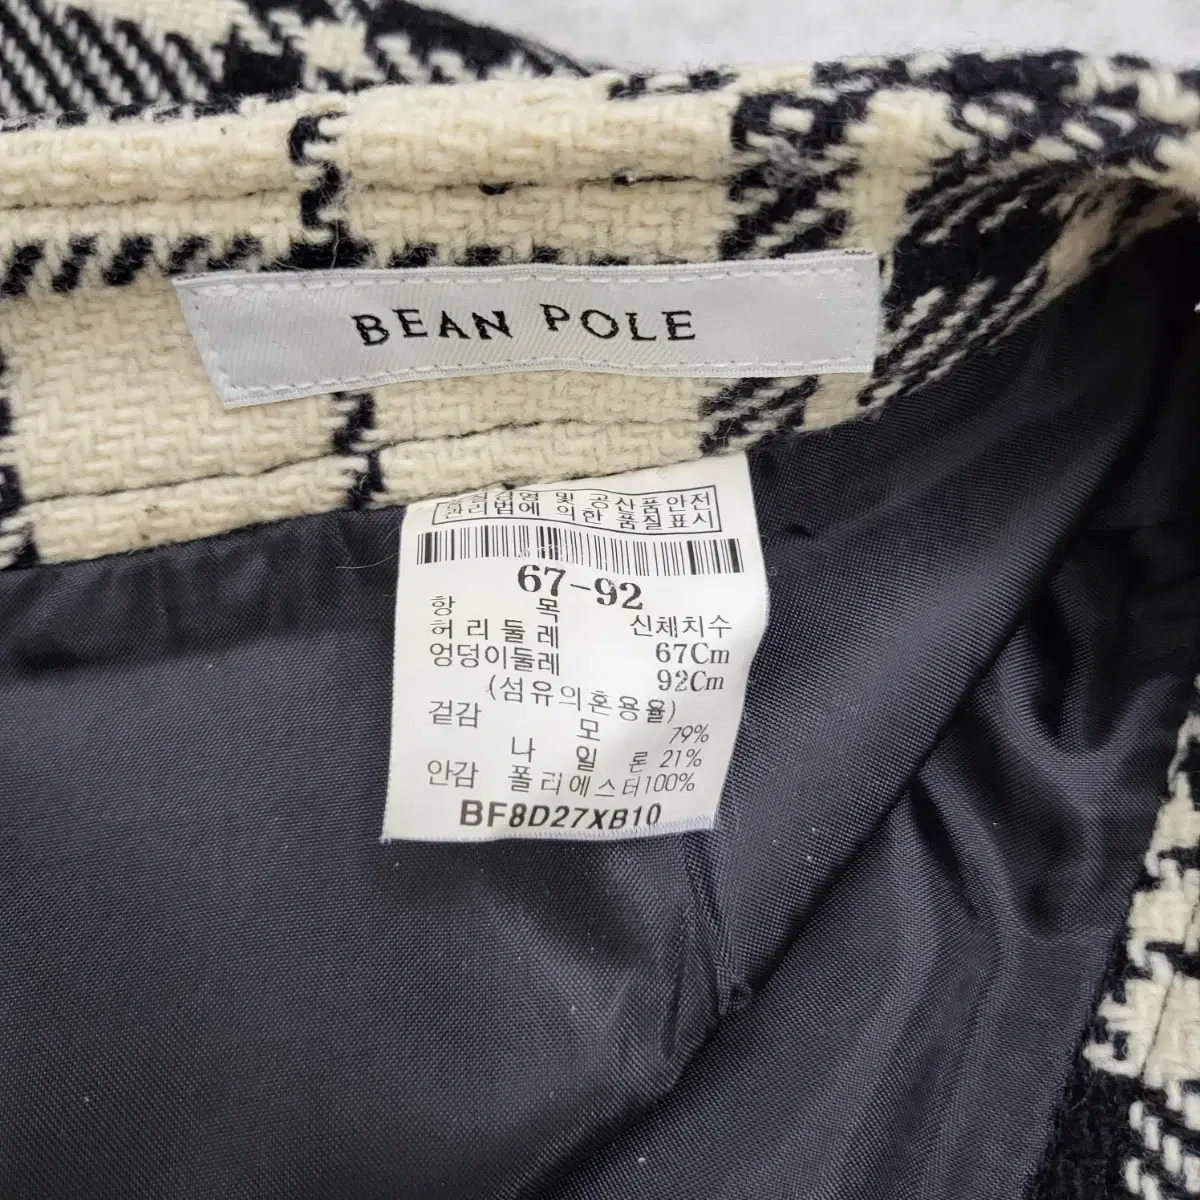 BEAN POLE
품질경영 및 공산품안전
관리법에 의한 품질표시
67-92
항 목 신체치수
허리둘레 67Cm
엉덩이둘레 92Cm
(섬유의혼용율)
겉감 모 79%
나 일 론 21%
안감 폴리에스터100%
BF8D27XB10